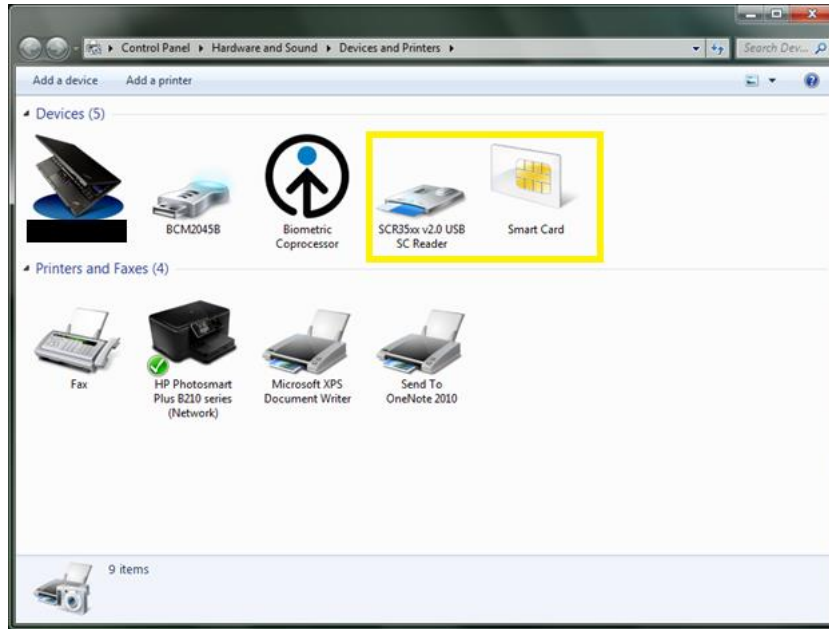 Control Panel ▸ Hardware and Sound ▸ Devices and Printers ▸
Search Dev...
Add a device Add a printer
Devices (5)
BCM2045B
Biometric
Coprocessor
SCR35xx v2.0 USB
SC Reader
Smart Card
Printers and Faxes (4)
Fax
HP Photosmart
Plus B210 series
(Network)
Microsoft XPS
Document Writer
Send To
OneNote 2010
9 items